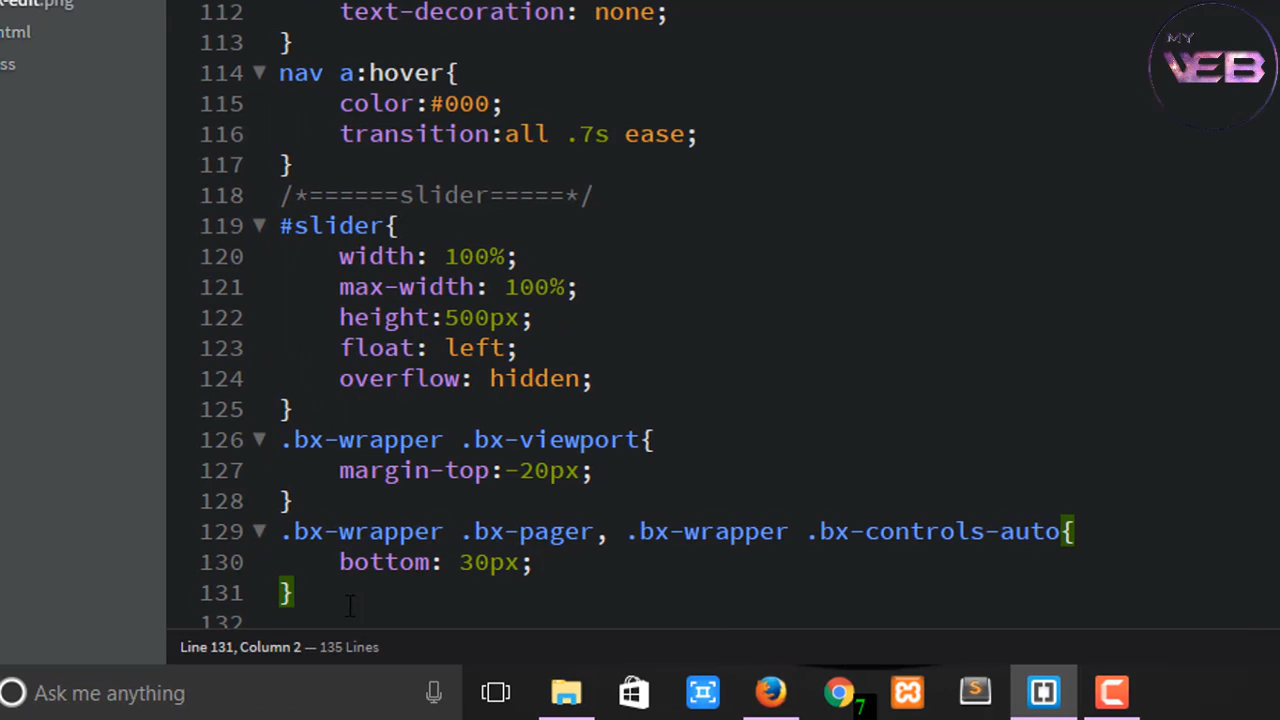 -edit.png
html
ss
112 text-decoration: none;
113 }
114 nav a:hover{
115 color:#000;
116 transition:all .7s ease;
117 }
118 /*======slider=====*/
119 #slider{
120 width: 100%;
121 max-width: 100%;
122 height:500px;
123 float: left;
124 overflow: hidden;
125 }
126 .bx-wrapper .bx-viewport{
127 margin-top:-20px;
128 }
129 .bx-wrapper .bx-pager, .bx-wrapper .bx-controls-auto{
130 bottom: 30px;
131 }
132
Line 131, Column 2 — 135 Lines
Ask me anything
7
S
MY
WEB